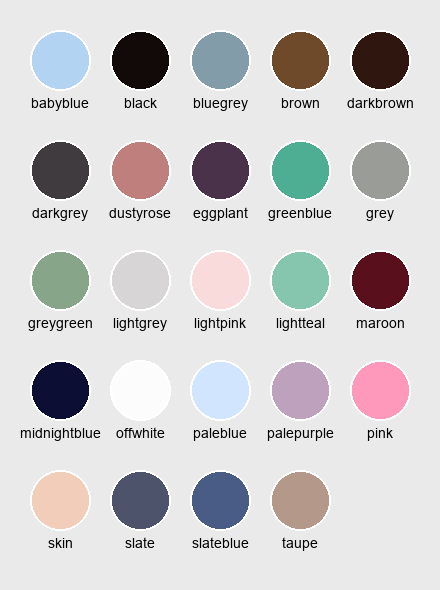 babyblue black bluegrey brown darkbrown
darkgrey dustyrose eggplant greenblue grey
greygreen lightgrey lightpink lightteal maroon
midnightblue offwhite paleblue palepurple pink
skin slate slateblue taupe